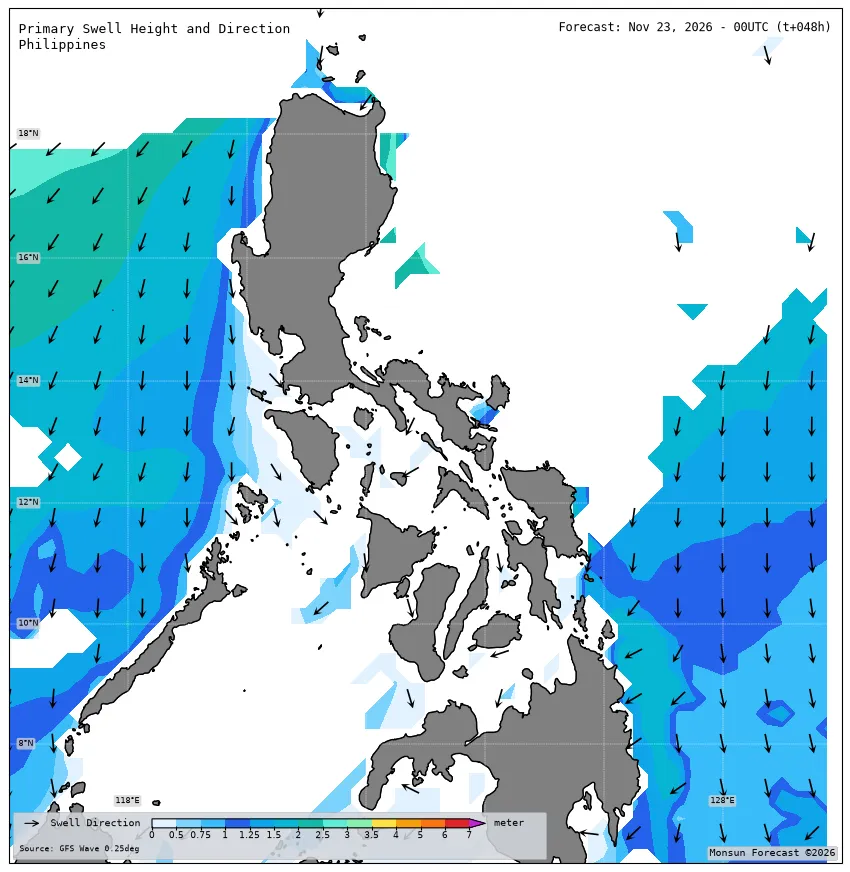 Primary Swell Height and Direction
Philippines
Forecast: Nov 23, 2026 - 00UTC (t+048h)
18°N
16°N
14°N
12°N
10°N
8°N
118°E
128°E
Swell Direction
0 0.5 0.75 1 1.25 1.5 2 2.5 3 3.5 4 5 6 7
meter
Source: GFS Wave 0.25deg
Monsun Forecast ©2026